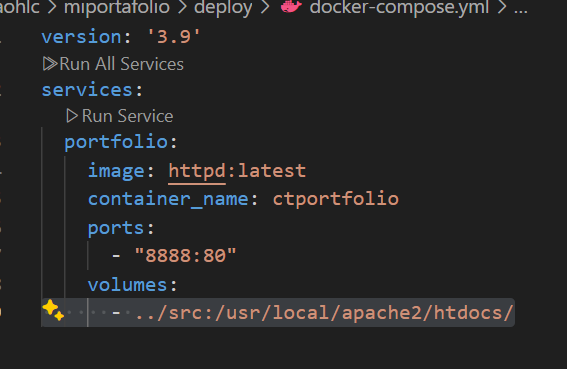 aohlc > miportafolio > deploy > docker-compose.yml > ...
version: '3.9'
Run All Services
services:
Run Service
portfolio:
image: httpd:latest
container_name: ctportfolio
ports:
- "8888:80"
volumes:
- ../src:/usr/local/apache2/htdocs/